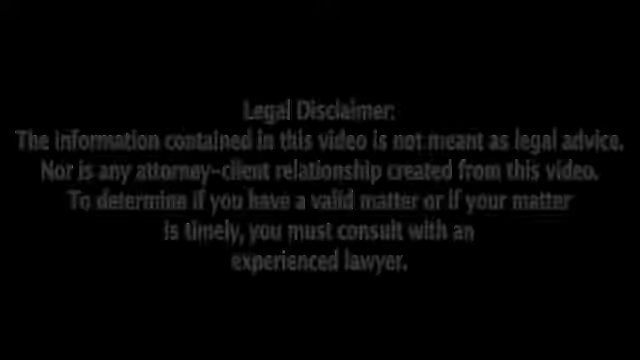 Legal Disclaimer:
The information contained in this video is not meant as legal advice.
Nor is any attorney-client relationship created from this video.
To determine if you have a valid matter or if your matter
is timely, you must consult with an
experienced lawyer.